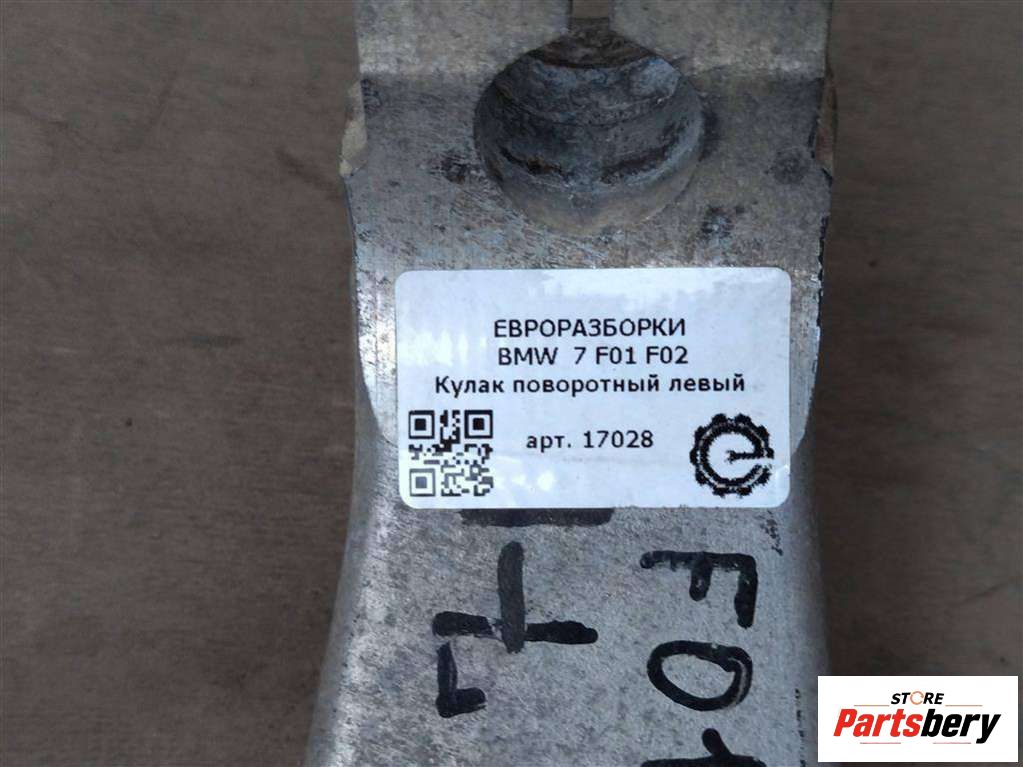 ЕВРОРАЗБОРКИ
BMW 7 F01 F02
Кулак поворотный левый
арт. 17028
F01
STORE
Partsbery